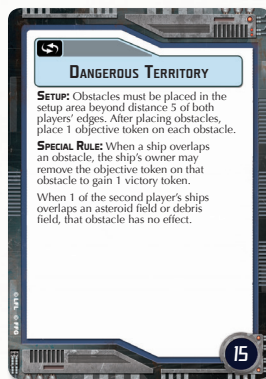 DANGEROUS TERRITORY
SETUP: Obstacles must be placed in the
setup area beyond distance 5 of both
players' edges. After placing obstacles,
place 1 objective token on each obstacle.
SPECIAL RULE: When a ship overlaps
an obstacle, the ship's owner may
remove the objective token on that
obstacle to gain 1 victory token.
When 1 of the second player's ships
overlaps an asteroid field or debris
field, that obstacle has no effect.
© LFL © FFG
15